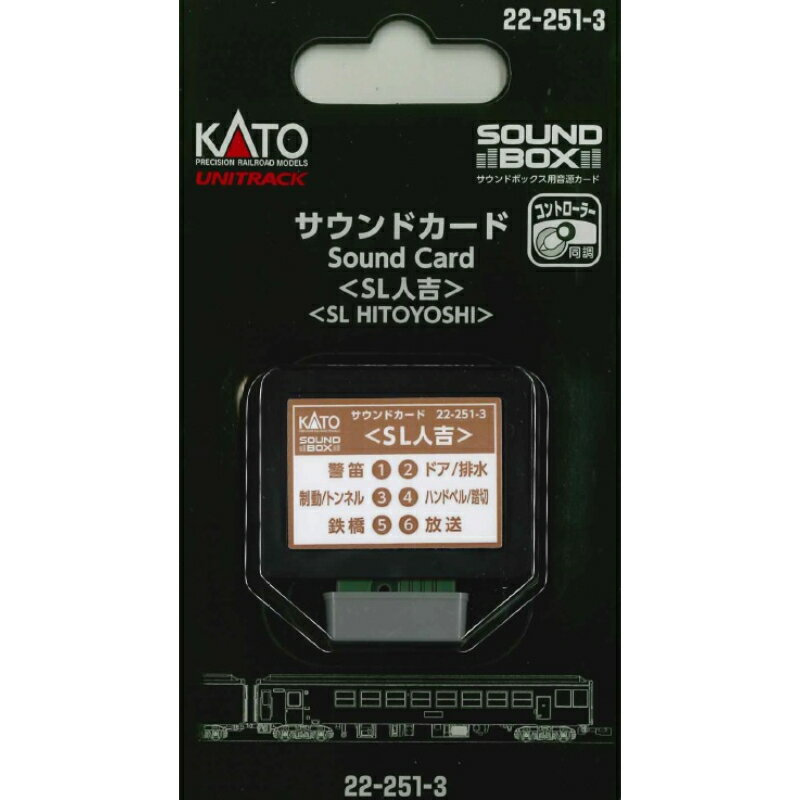 22-251-3
KATO
PRECISION RAILROAD MODELS
UNITRACK
SOUND
BOX
サウンドボックス用音源カード
コントローラー
同調
サウンドカード
Sound Card
<SL人吉>
<SL HITOYOSHI>
KATO
PRECISION RAILROAD MODELS
サウンドカード 22-251-3
SOUND
BOX
<SL人吉>
警笛 1 2 ドア/排水
制動/トンネル 3 4 ハンドベル/踏切
鉄橋 5 6 放送
22-251-3